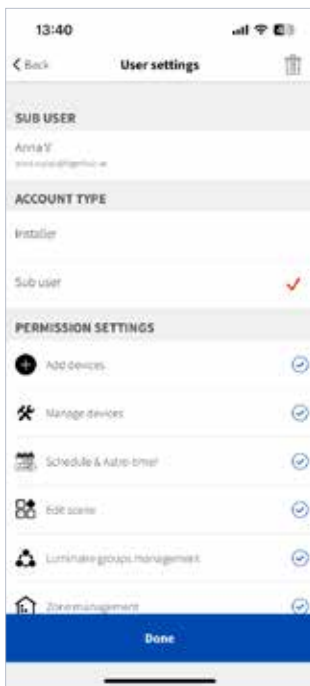 13:40
Back
User settings
SUB USER
Anna V
ACCOUNT TYPE
Installer
Sub user
PERMISSION SETTINGS
Add devices
Manage devices
Schedule & Astro-timer
Edit scene
Luminaire groups management
Zone management
Done